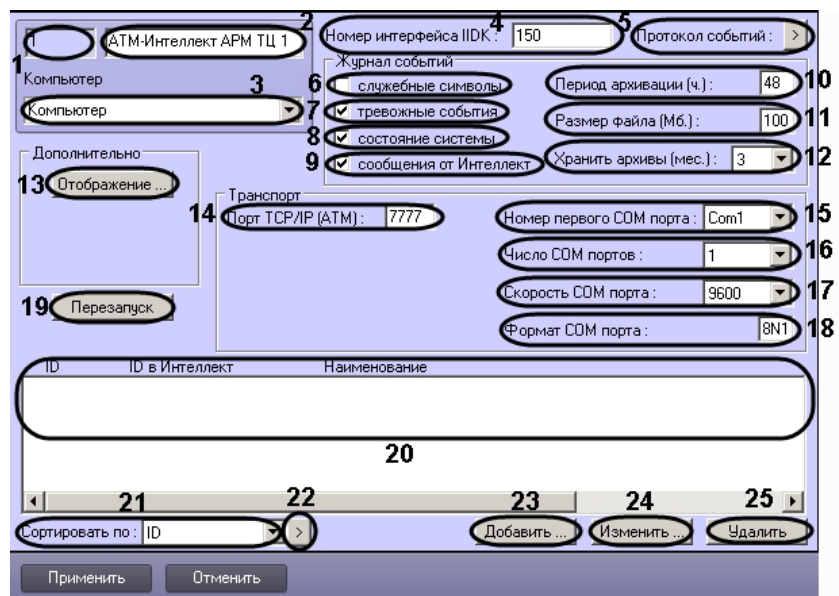 2 4 5
1 АТМ-Интеллект АРМ ТЦ 1 Номер интерфейса IIDK : 150 Протокол событий : >
Журнал событий
Компьютер 3 6 служебные символы Период архивации (ч.) : 48 10
Компьютер 7 тревожные события Размер файла (Мб.) : 100 11
8 состояние системы
9 сообщения от Интеллект Хранить архивы (мес.) : 3 12
Дополнительно
13 Отображение ...
Транспорт
14 Порт TCP/IP (ATM) : 7777 Номер первого COM порта : Com1 15
Число COM портов : 1 16
Скорость COM порта : 9600 17
19 Перезапуск Формат COM порта : 8N1 18
ID ID в Интеллект Наименование
20
21 22 23 24 25
Сортировать по : ID > Добавить ... Изменить ... Удалить
Применить Отменить